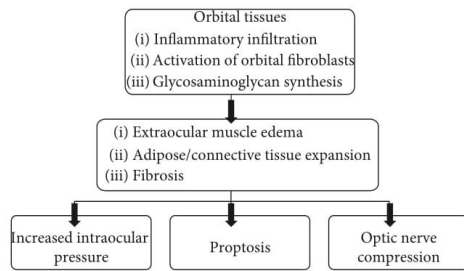 Orbital tissues
(i) Inflammatory infiltration
(ii) Activation of orbital fibroblasts
(iii) Glycosaminoglycan synthesis
(i) Extraocular muscle edema
(ii) Adipose/connective tissue expansion
(iii) Fibrosis
Increased intraocular
pressure
Proptosis
Optic nerve
compression